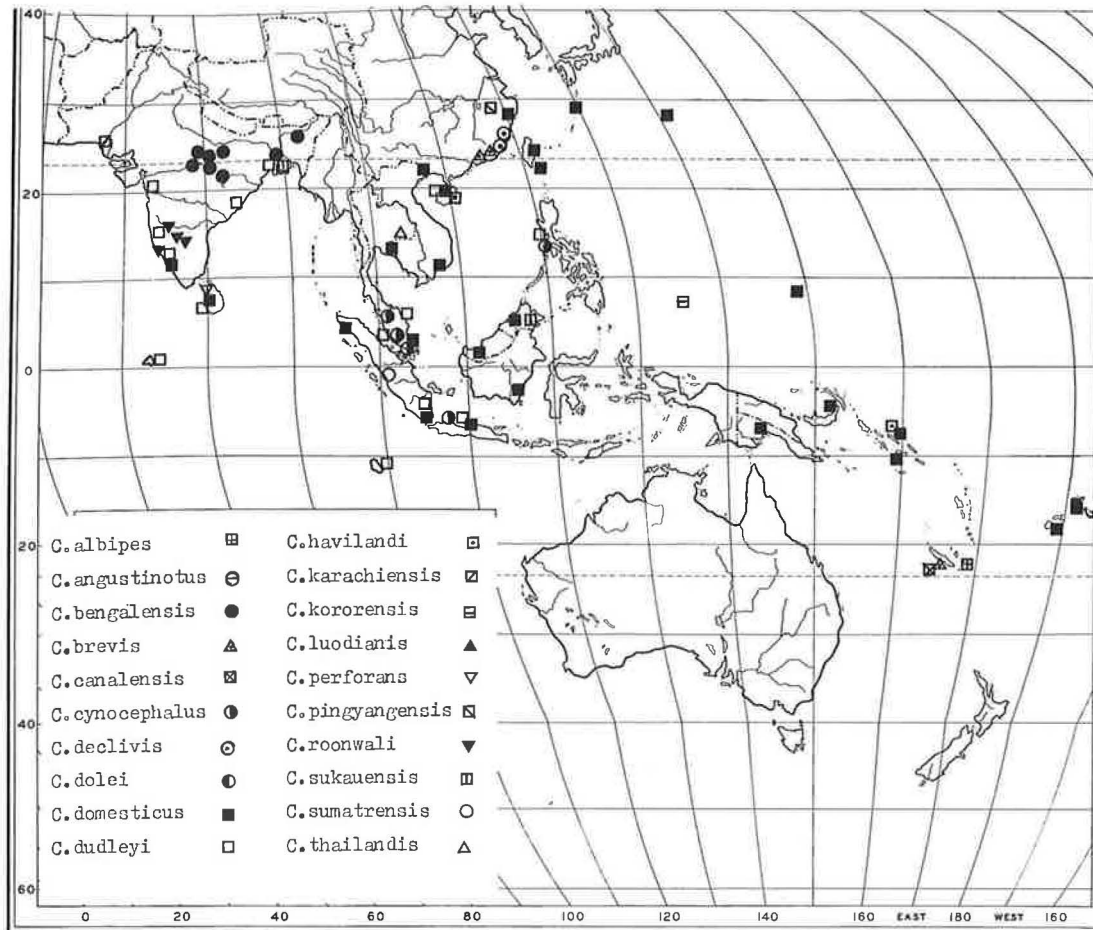 40
20
0
20
40
60
C.albipes
C.angustinotus
C.bengalensis
C.brevis
C.canalensis
C.cynocephalus
C.declivis
C.dolei
C.domesticus
C.dudleyi
C.havilandi
C.karachiensis
C.kororensis
C.luodianis
C.perforans
C.pingyangensis
C.roonwali
C.sukauensis
C.sumatrensis
C.thailandis
0 20 40 60 80 100 120 140 160 EAST 180 WEST 160